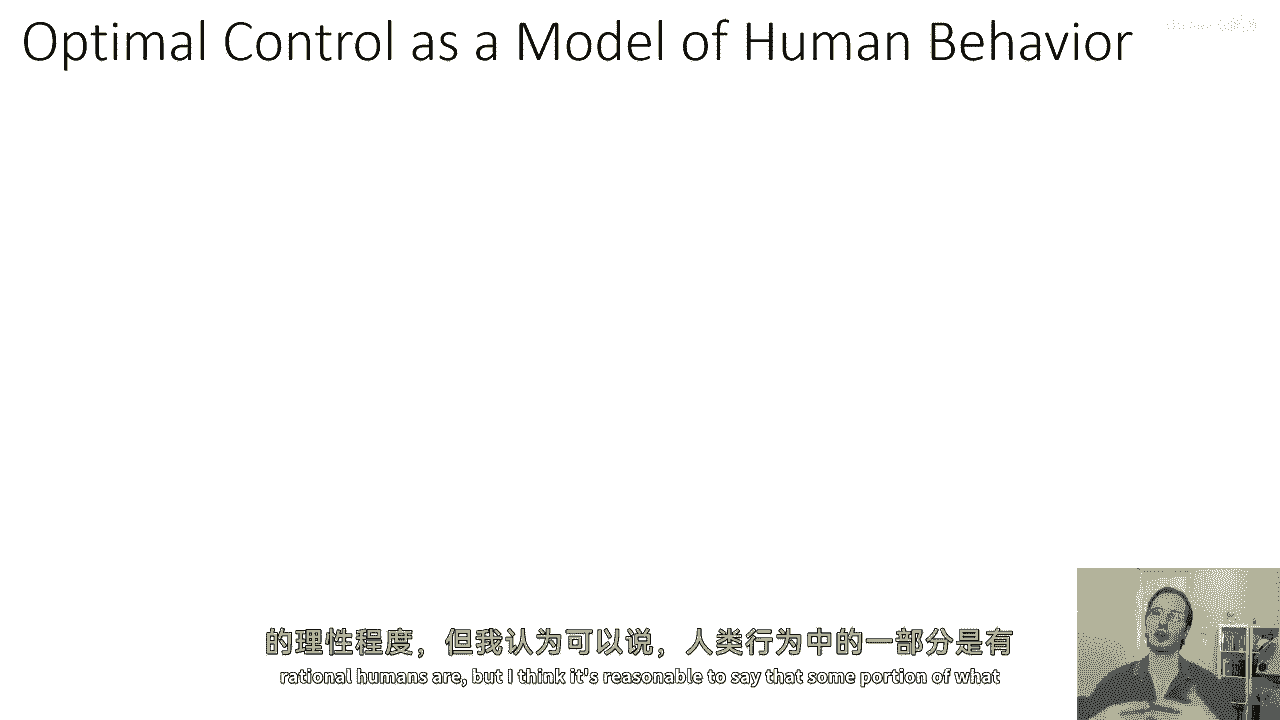 Optimal Control as a Model of Human Behavior
的理性程度，但我认为可以说，人类行为中的一部分是有
rational humans are, but I think it's reasonable to say that some portion of what